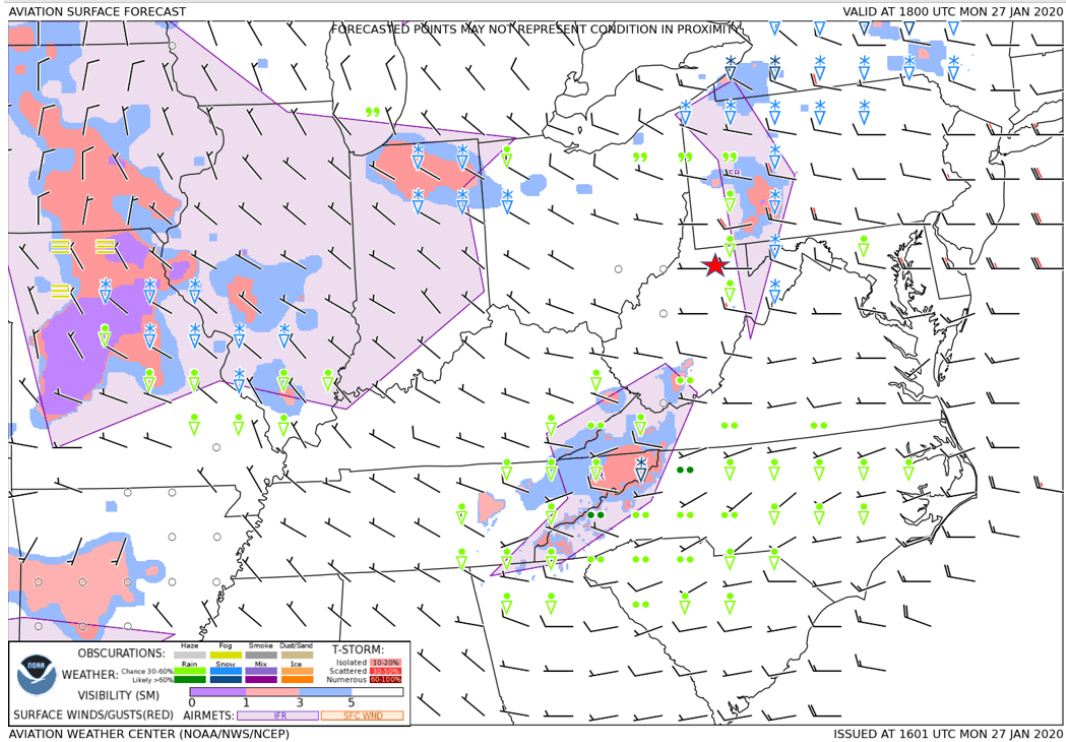 AVIATION SURFACE FORECAST
VALID AT 1800 UTC MON 27 JAN 2020
FORECASTED POINTS MAY NOT REPRESENT CONDITION IN PROXIMITY
OBSCURATIONS: Haze Fog Smoke Dust/Sand
T-STORM:
WEATHER: Rain Snow Mix Ice
Chance 30-60%
Likely >60%
Isolated 10-20%
Scattered 30-50%
Numerous 60-100%
VISIBILITY (SM)
0 1 3 5
SURFACE WINDS/GUSTS(RED)
AIRMETS: IFR SFC WND
NOAA
AVIATION WEATHER CENTER (NOAA/NWS/NCEP)
ISSUED AT 1601 UTC MON 27 JAN 2020